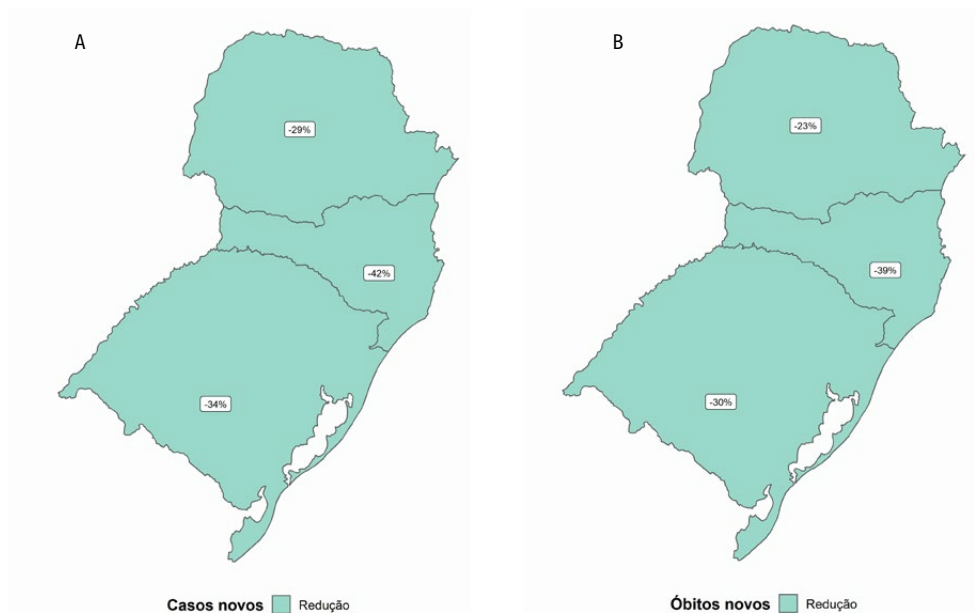 A
-29%
-42%
-34%
Casos novos Redução
B
-23%
-39%
-30%
Óbitos novos Redução